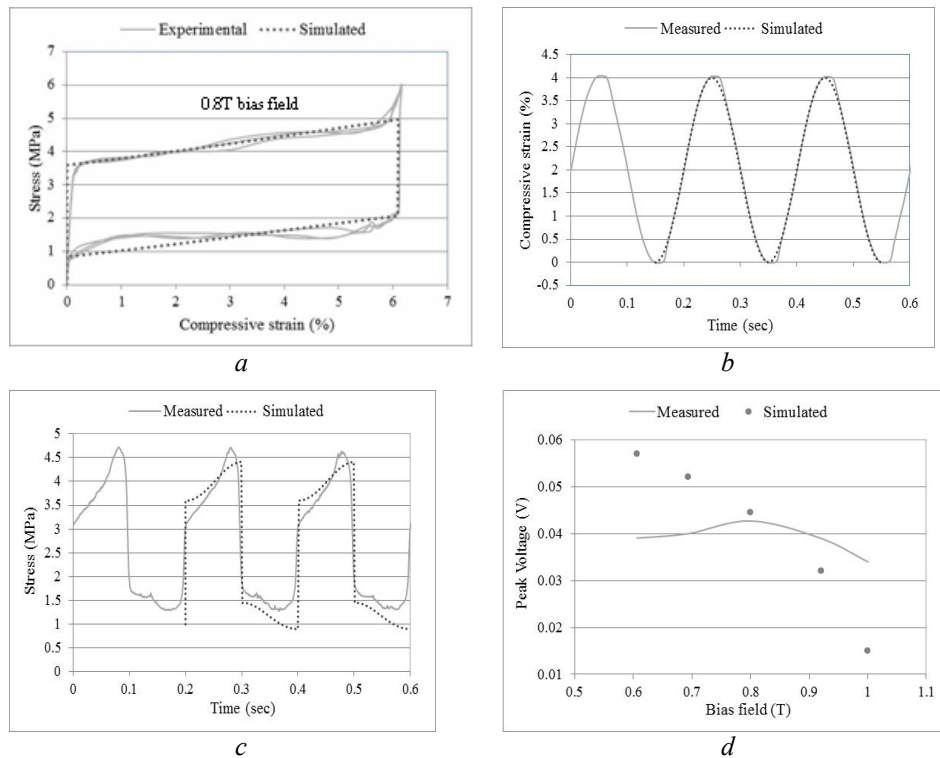 Experimental Simulated
7
6
5
4
3
2
1
0
0.8T bias field
Stress (MPa)
0 1 2 3 4 5 6 7
Compressive strain (%)
a
Measured Simulated
4.5
4
3.5
3
2.5
2
1.5
1
0.5
0
-0.5
Compressive strain (%)
0 0.1 0.2 0.3 0.4 0.5 0.6
Time (sec)
b
Measured Simulated
5
4.5
4
3.5
3
2.5
2
1.5
1
0.5
0
Stress (MPa)
0 0.1 0.2 0.3 0.4 0.5 0.6
Time (sec)
c
Measured Simulated
0.06
0.05
0.04
0.03
0.02
0.01
Peak Voltage (V)
0.5 0.6 0.7 0.8 0.9 1 1.1
Bias field (T)
d